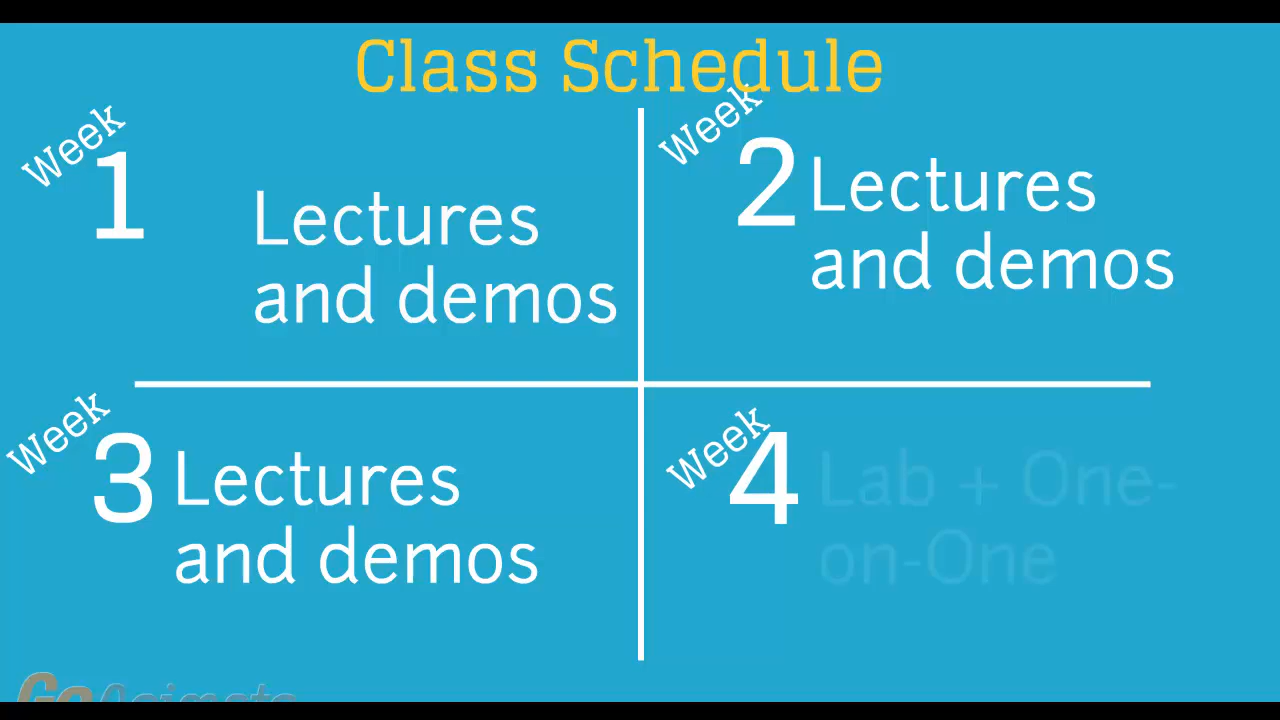 Class Schedule
Week
1
Lectures
and demos
Week
2
Lectures
and demos
Week
3
Lectures
and demos
Week
4
Lab + One-
on-One